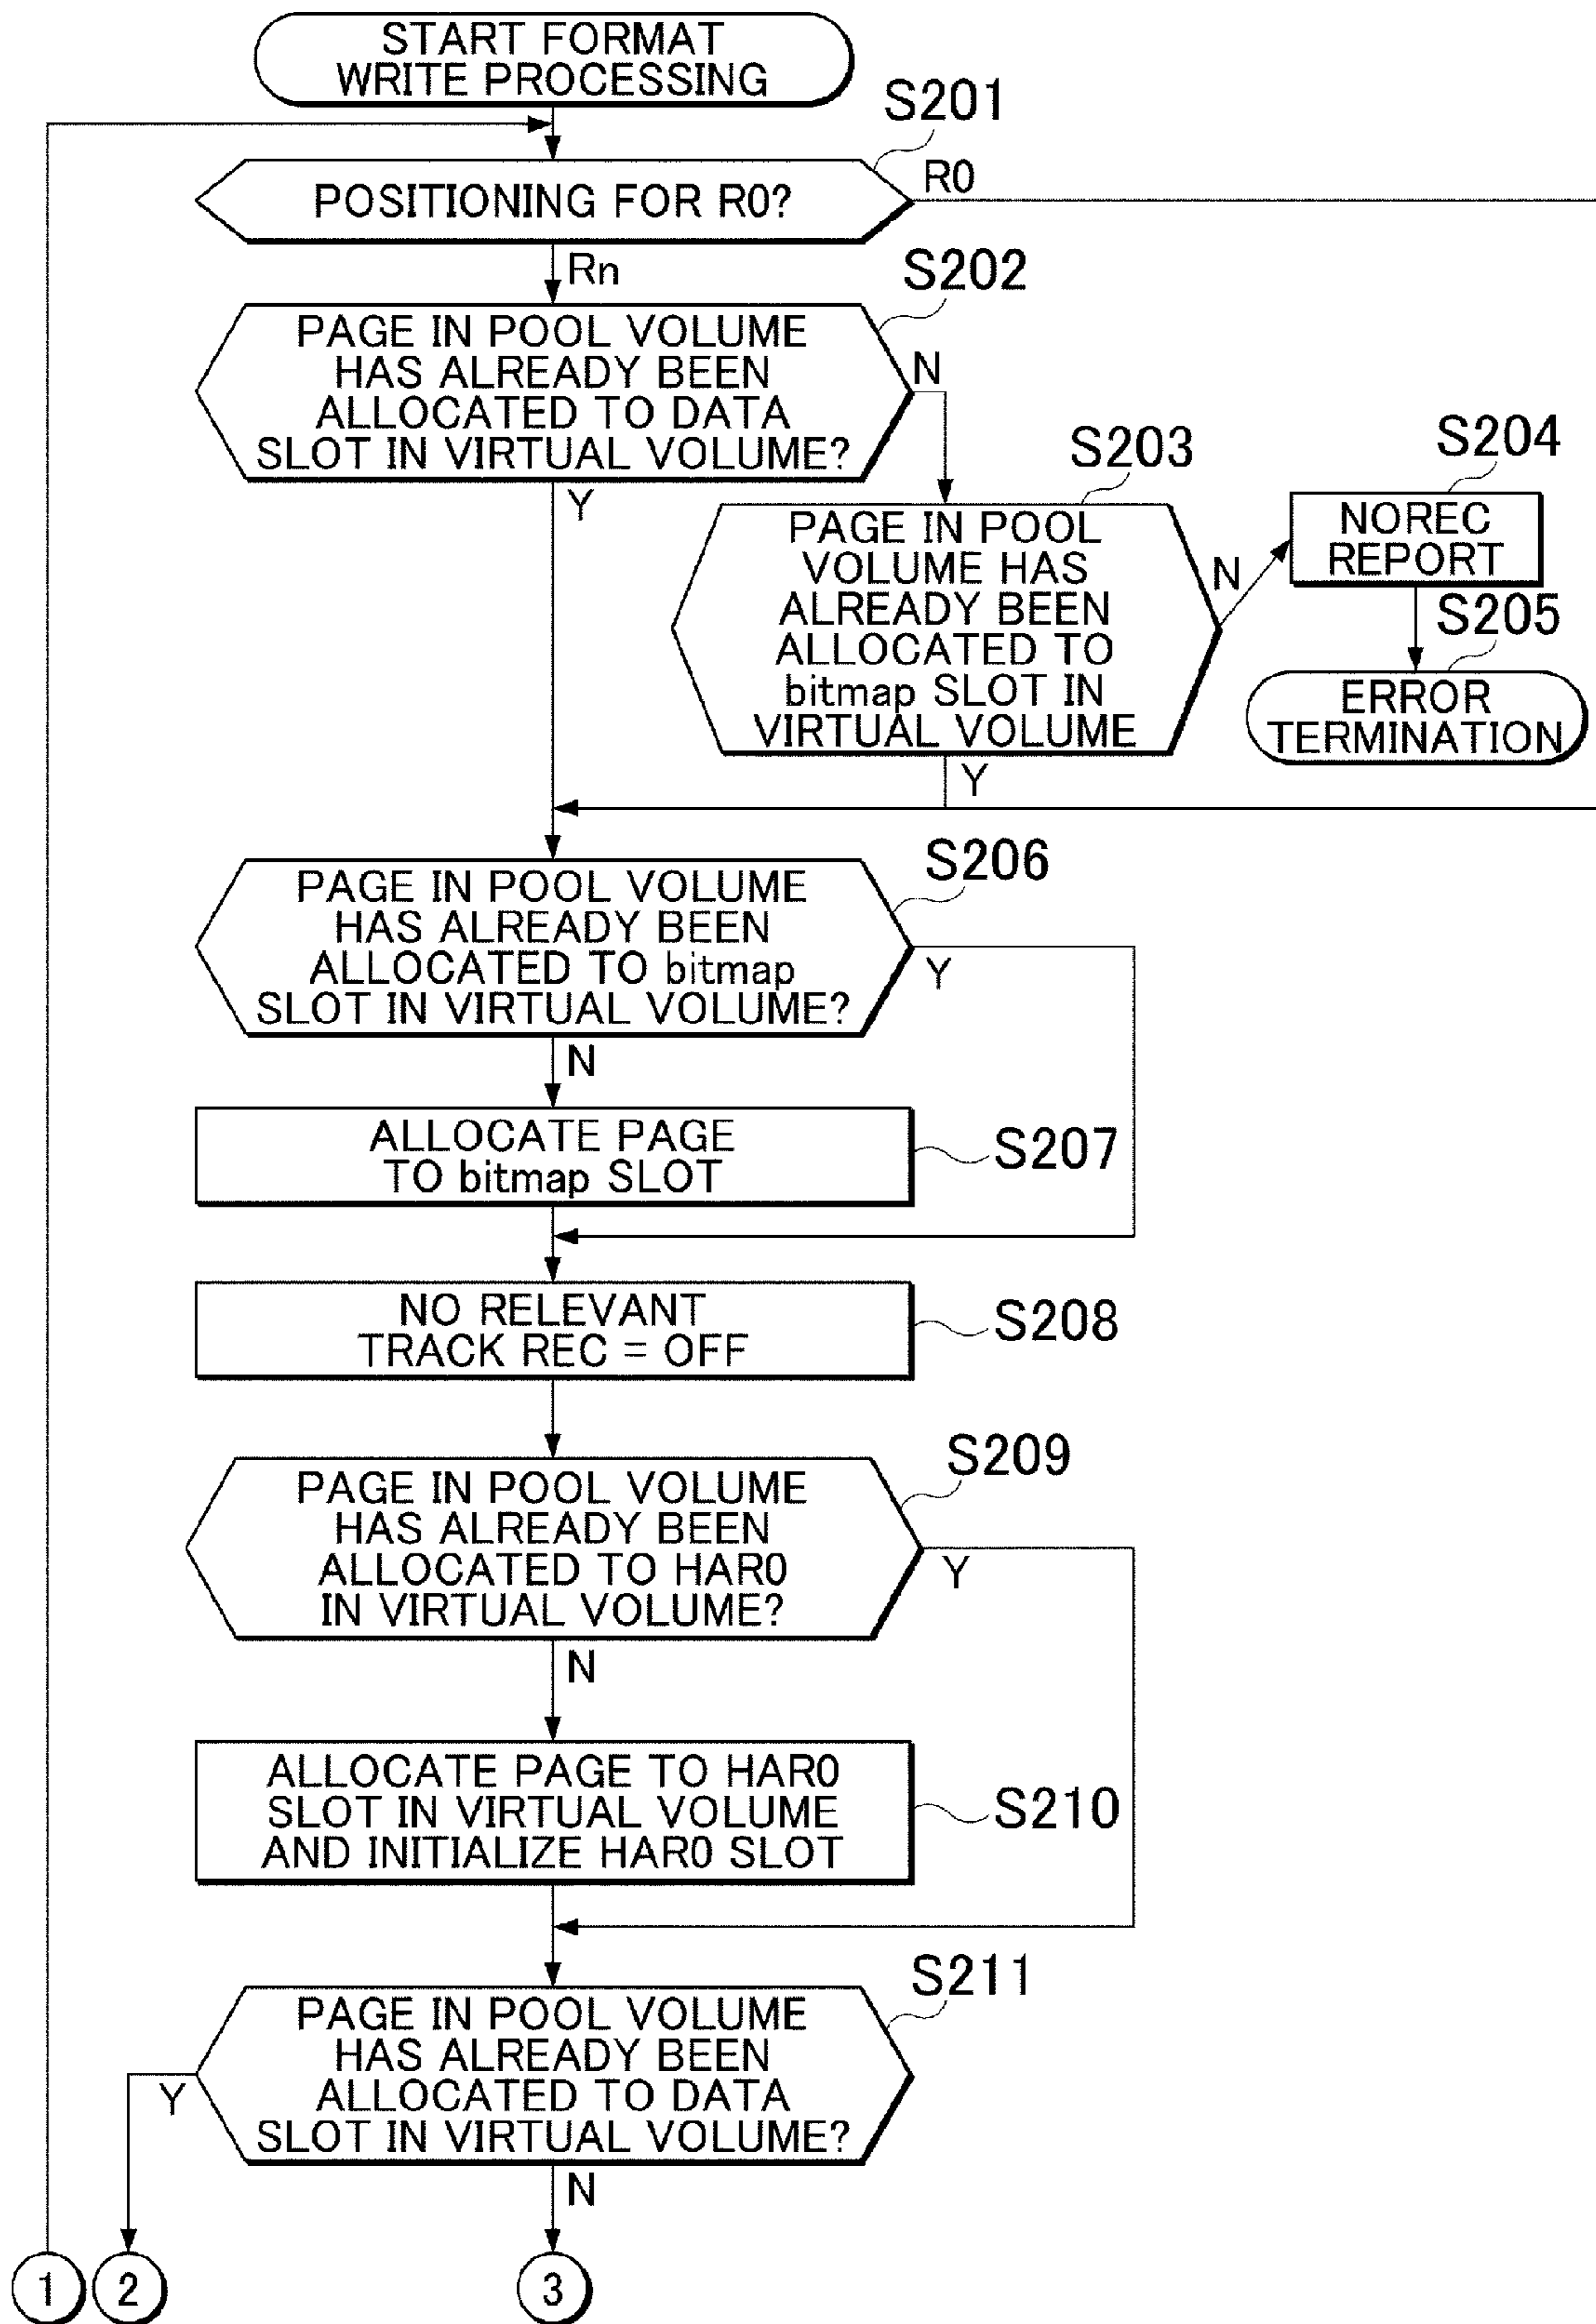 START FORMAT
WRITE PROCESSING
S201
POSITIONING FOR R0?
R0
Rn
S202
PAGE IN POOL VOLUME
HAS ALREADY BEEN
ALLOCATED TO DATA
SLOT IN VIRTUAL VOLUME?
N
Y
S203
PAGE IN POOL
VOLUME HAS
ALREADY BEEN
ALLOCATED TO
bitmap SLOT IN
VIRTUAL VOLUME
N
Y
S204
NOREC
REPORT
S205
ERROR
TERMINATION
S206
PAGE IN POOL VOLUME
HAS ALREADY BEEN
ALLOCATED TO bitmap
SLOT IN VIRTUAL VOLUME?
Y
N
ALLOCATE PAGE
TO bitmap SLOT
S207
NO RELEVANT
TRACK REC = OFF
S208
S209
PAGE IN POOL VOLUME
HAS ALREADY BEEN
ALLOCATED TO HAR0
IN VIRTUAL VOLUME?
Y
N
ALLOCATE PAGE TO HAR0
SLOT IN VIRTUAL VOLUME
AND INITIALIZE HAR0 SLOT
S210
S211
PAGE IN POOL VOLUME
HAS ALREADY BEEN
ALLOCATED TO DATA
SLOT IN VIRTUAL VOLUME?
Y
N
1
2
3